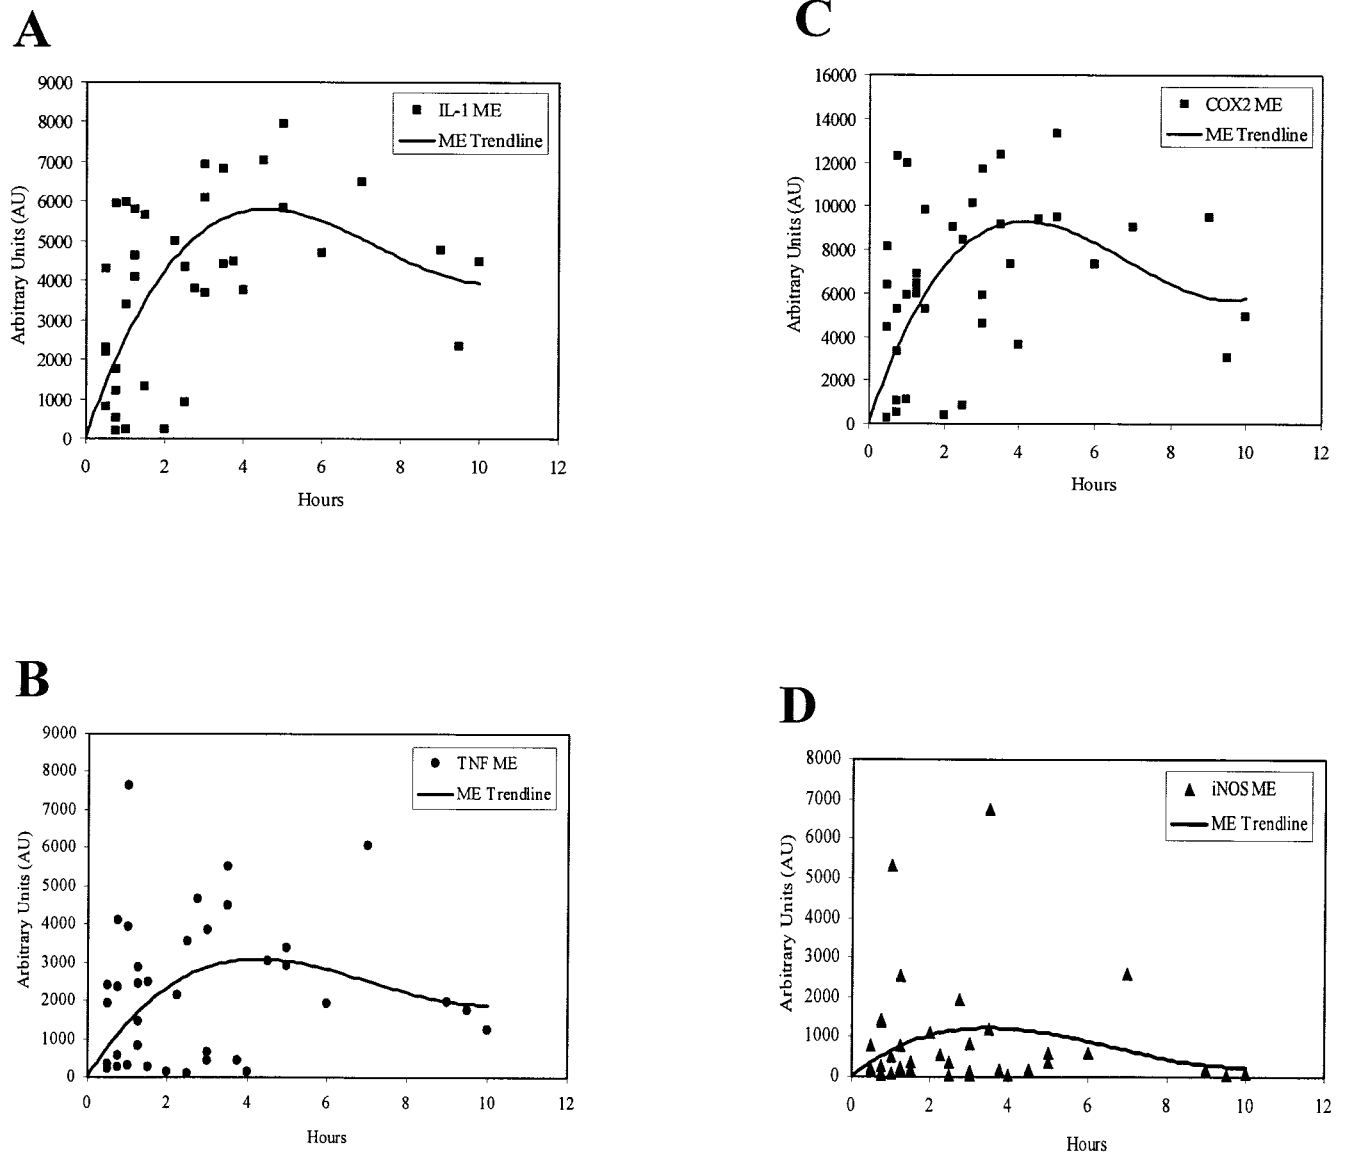 A
9000
8000
7000
6000
5000
4000
3000
2000
1000
0
Arbitrary Units (AU)
IL-1 ME
ME Trendline
0 2 4 6 8 10 12
Hours
C
16000
14000
12000
10000
8000
6000
4000
2000
0
Arbitrary Units (AU)
COX2 ME
ME Trendline
0 2 4 6 8 10 12
Hours
B
9000
8000
7000
6000
5000
4000
3000
2000
1000
0
Arbitrary Units (AU)
TNF ME
ME Trendline
0 2 4 6 8 10 12
Hours
D
8000
7000
6000
5000
4000
3000
2000
1000
0
Arbitrary Units (AU)
iNOS ME
ME Trendline
0 2 4 6 8 10 12
Hours